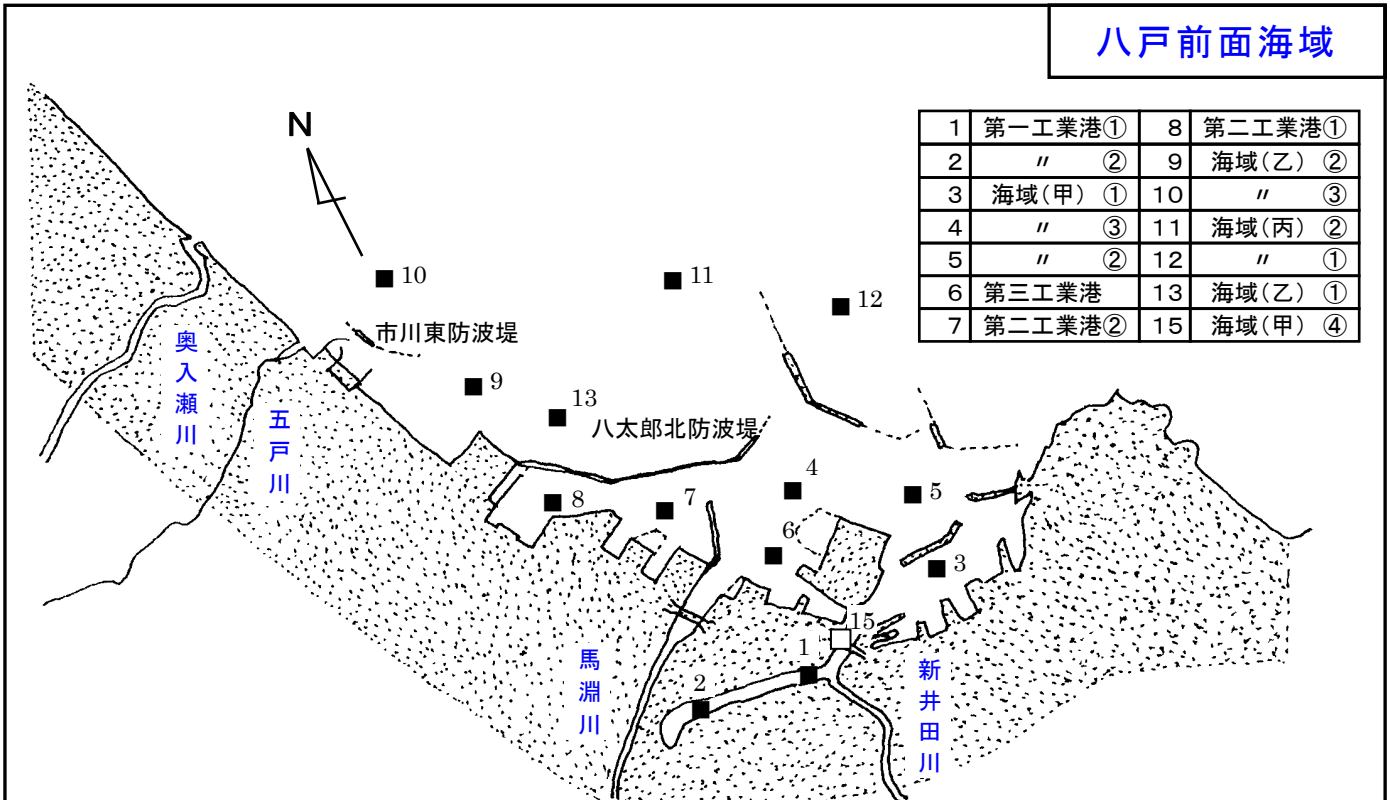 八戸前面海域
N
1 第一工業港① 8 第二工業港①
2 〃 ② 9 海域(乙) ②
3 海域(甲) ① 10 〃 ③
4 〃 ③ 11 海域(丙) ②
5 〃 ② 12 〃 ①
6 第三工業港 13 海域(乙) ①
7 第二工業港② 15 海域(甲) ④
10
11
12
市川東防波堤
奥入瀬川
9
13
五戸川
八太郎北防波堤
4
5
8
7
6
3
15
1
馬淵川
2
新井田川